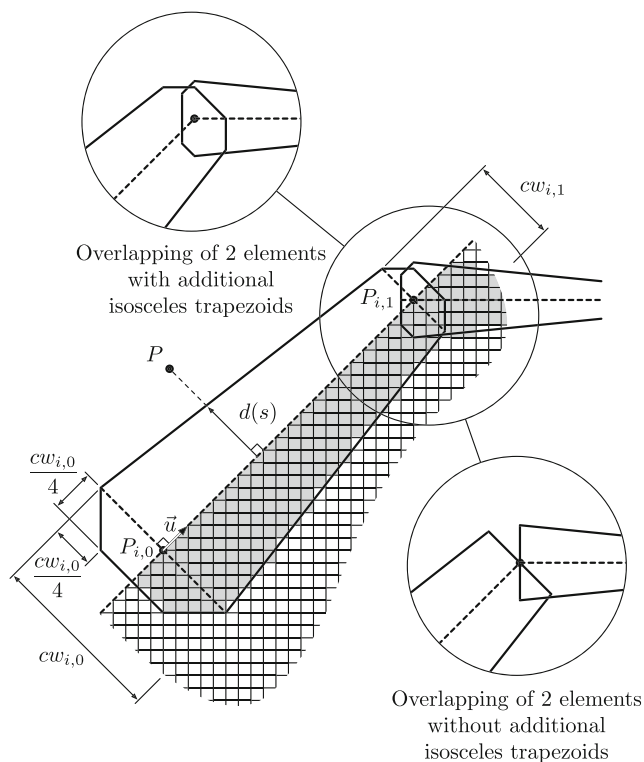 cw_{i,1}
Overlapping of 2 elements
with additional
isosceles trapezoids
P_{i,1}
P
d(s)
cw_{i,0}
4
\vec{u}
P_{i,0}
cw_{i,0}
4
cw_{i,0}
Overlapping of 2 elements
without additional
isosceles trapezoids